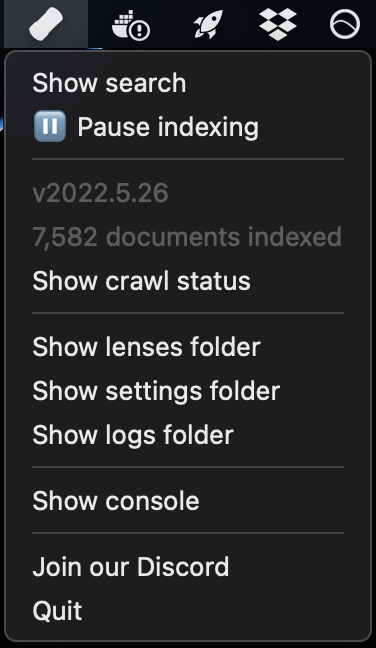 Show search
Pause indexing
v2022.5.26
7,582 documents indexed
Show crawl status
Show lenses folder
Show settings folder
Show logs folder
Show console
Join our Discord
Quit